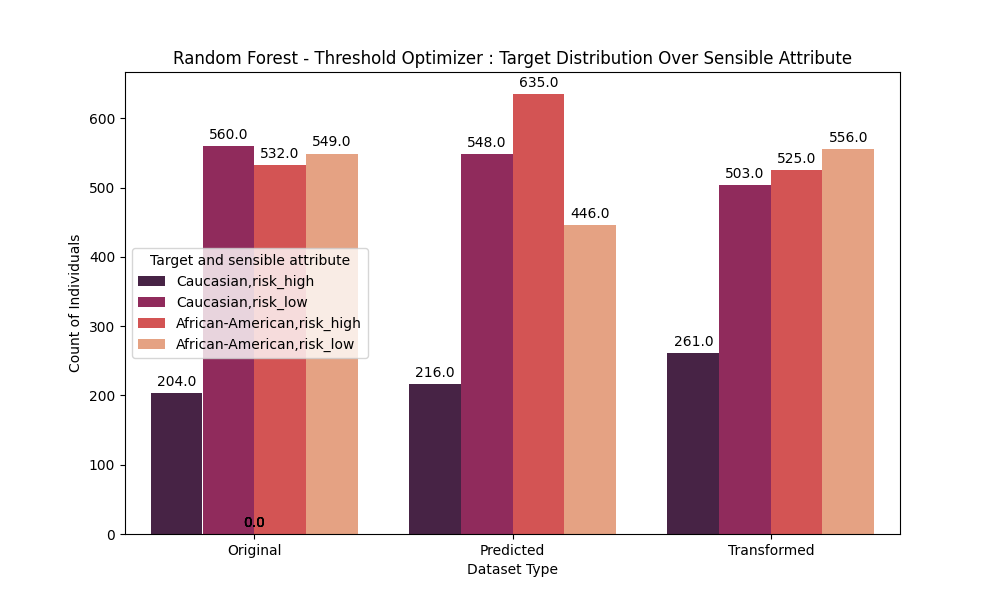 Random Forest - Threshold Optimizer : Target Distribution Over Sensible Attribute
Count of Individuals
600
500
400
300
200
100
0
204.0
560.0
532.0
549.0
0.0
216.0
548.0
635.0
446.0
261.0
503.0
525.0
556.0
Target and sensible attribute
Caucasian,risk_high
Caucasian,risk_low
African-American,risk_high
African-American,risk_low
Original
Predicted
Transformed
Dataset Type